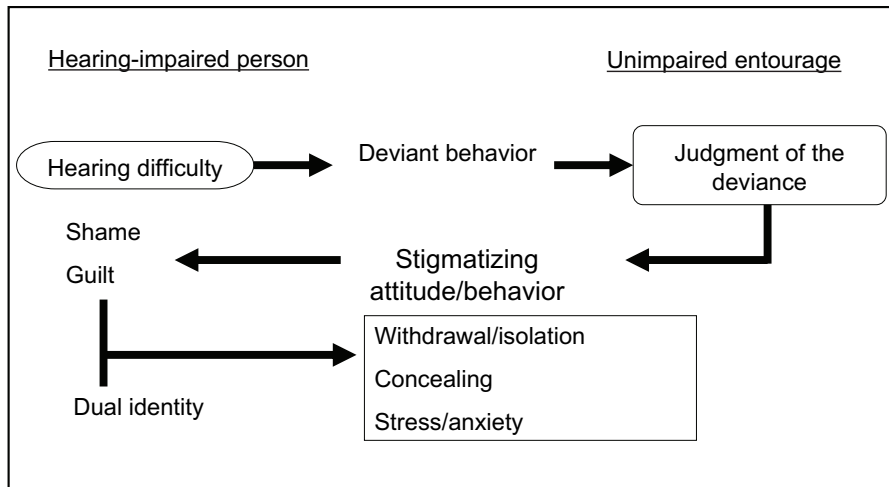 Hearing-impaired person
Unimpaired entourage
Hearing difficulty
Deviant behavior
Judgment of the
deviance
Shame
Guilt
Stigmatizing
attitude/behavior
Withdrawal/isolation
Concealing
Stress/anxiety
Dual identity